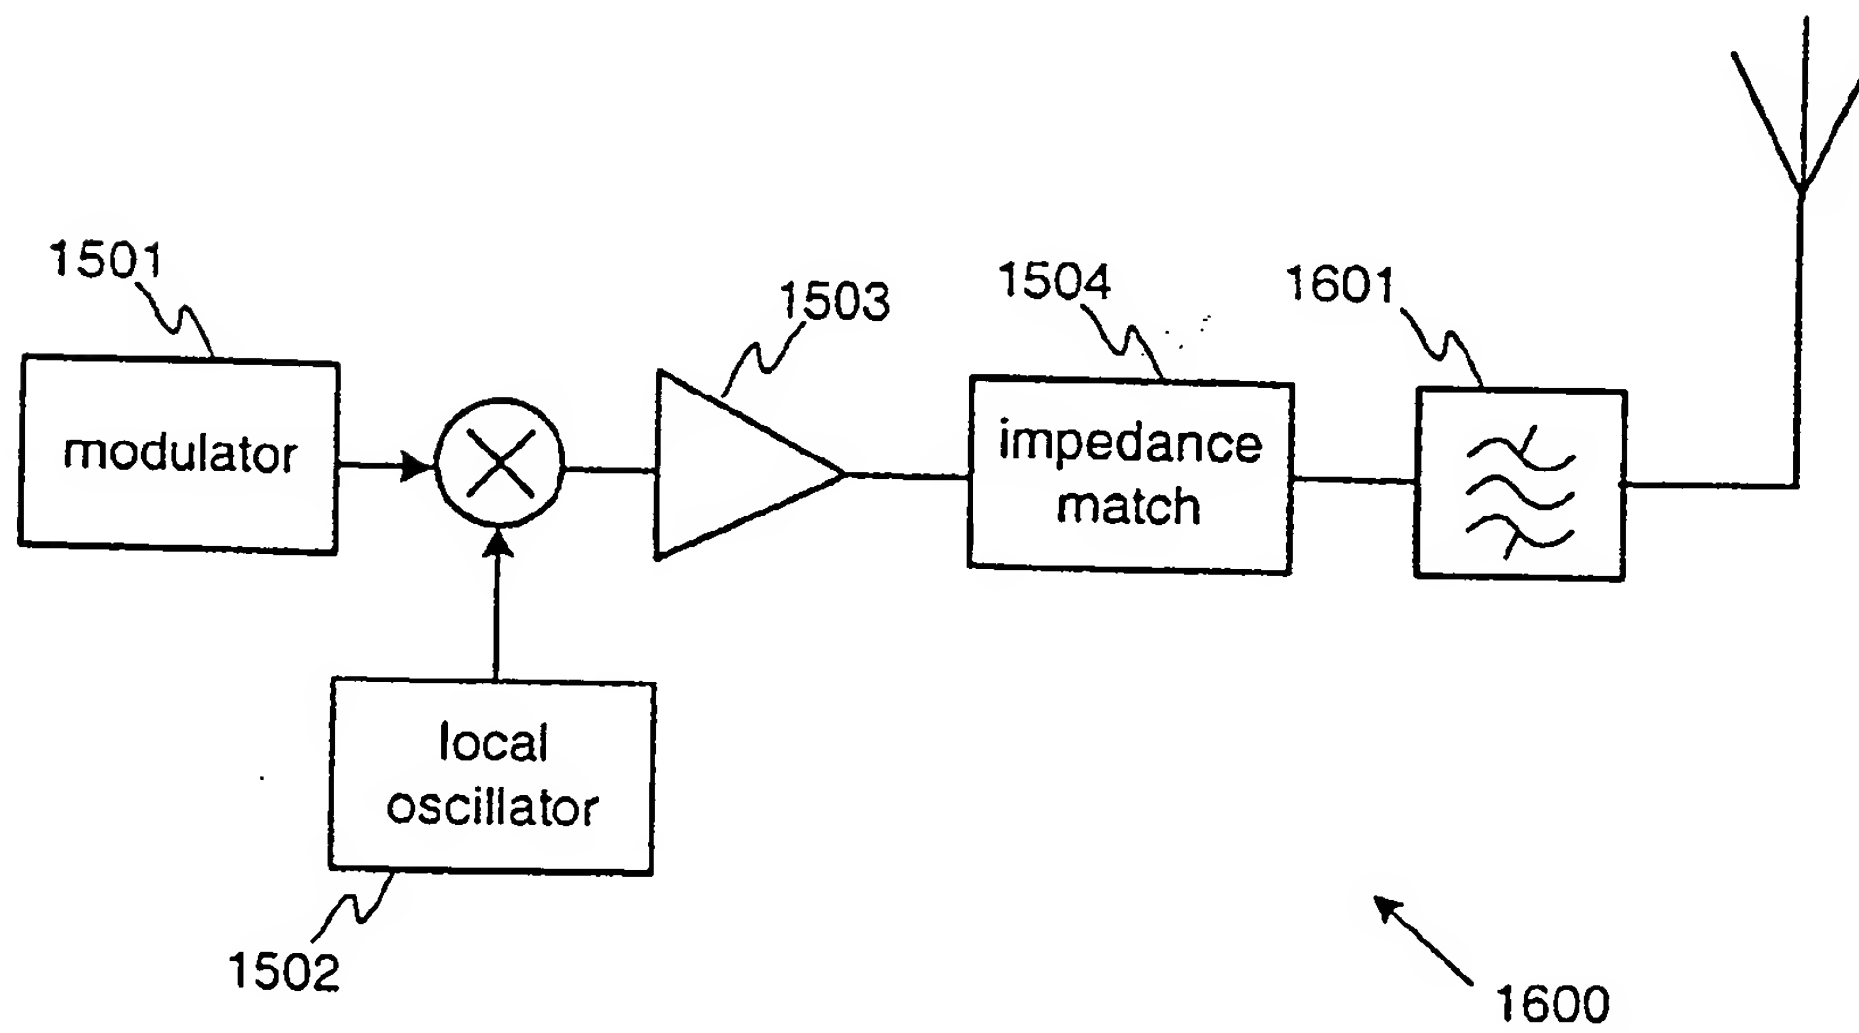 1501
1503
1504
1601
modulator
impedance
match
local
oscillator
1502
1600